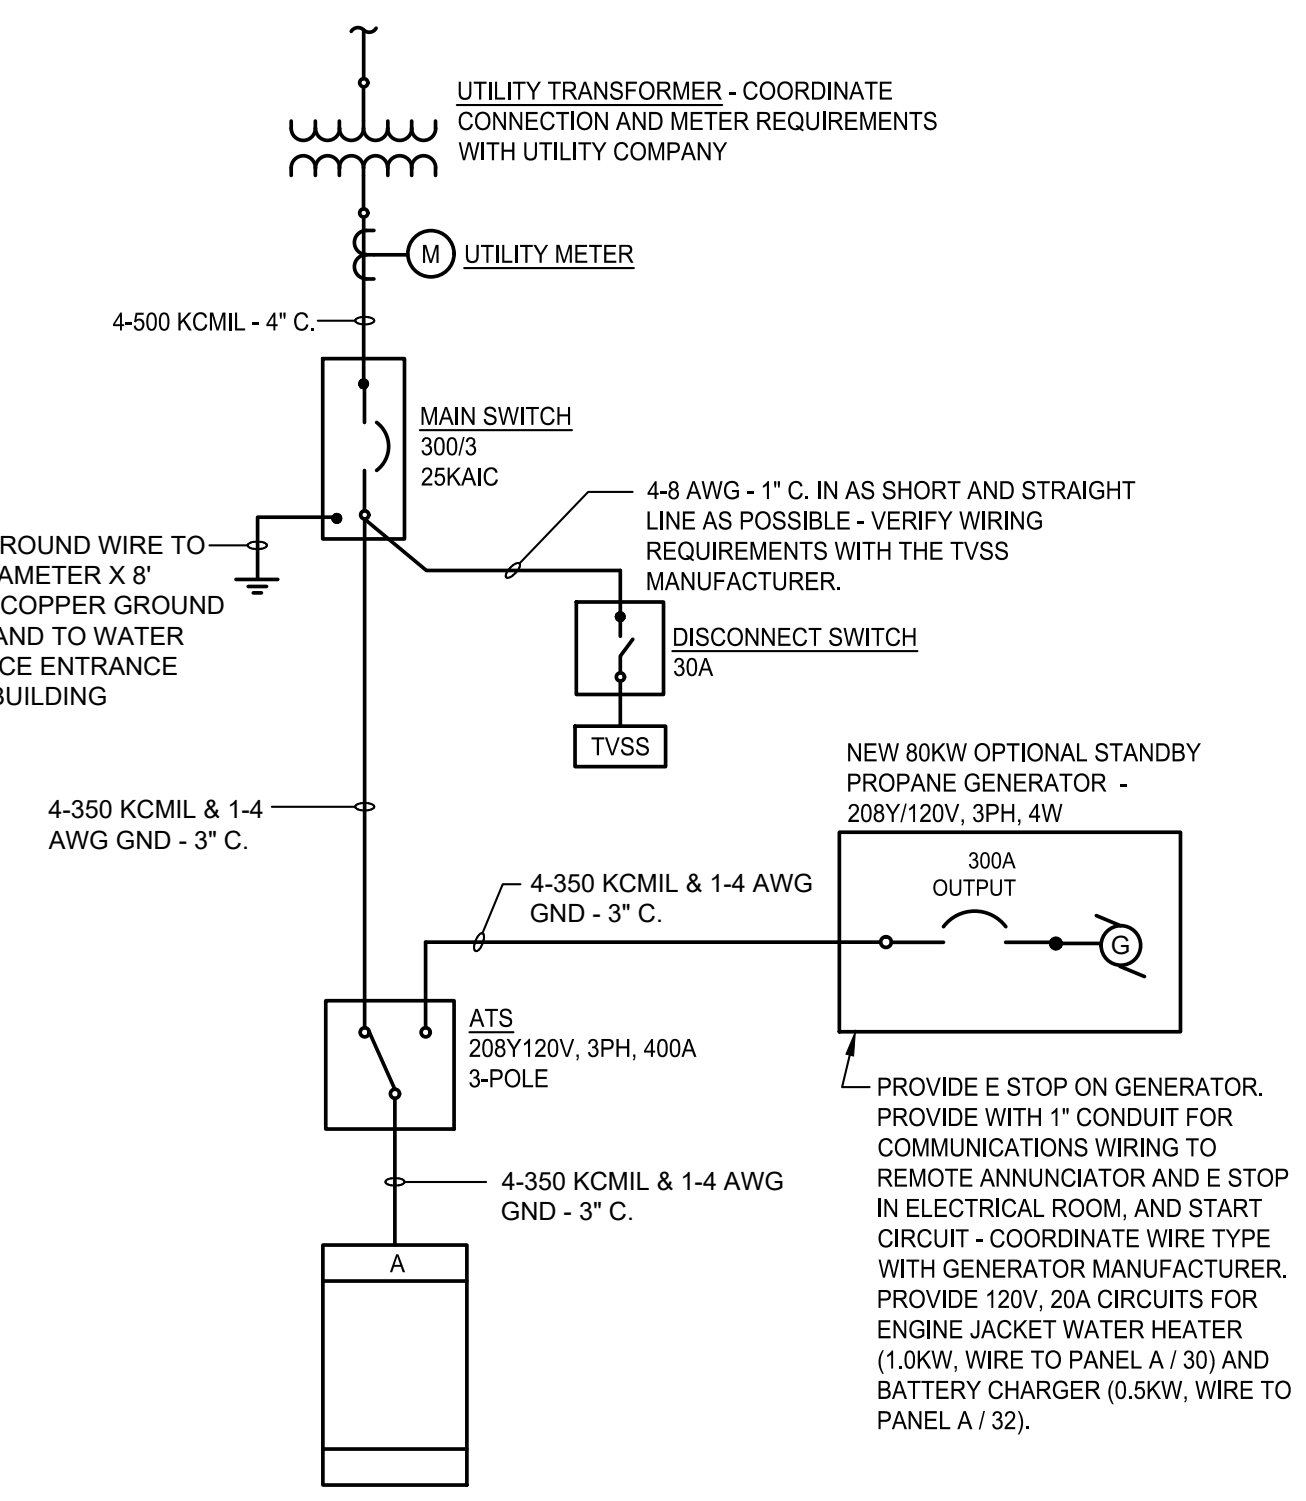 UTILITY TRANSFORMER - COORDINATE
CONNECTION AND METER REQUIREMENTS
WITH UTILITY COMPANY
M
UTILITY METER
4-500 KCMIL - 4" C.
MAIN SWITCH
300/3
25KAIC
4-8 AWG - 1" C. IN AS SHORT AND STRAIGHT
LINE AS POSSIBLE - VERIFY WIRING
REQUIREMENTS WITH THE TVSS
MANUFACTURER.
ROUND WIRE TO
AMETER X 8'
COPPER GROUND
AND TO WATER
CE ENTRANCE
BUILDING
DISCONNECT SWITCH
30A
TVSS
4-350 KCMIL & 1-4
AWG GND - 3" C.
NEW 80KW OPTIONAL STANDBY
PROPANE GENERATOR -
208Y/120V, 3PH, 4W
300A
OUTPUT
G
4-350 KCMIL & 1-4 AWG
GND - 3" C.
ATS
208Y120V, 3PH, 400A
3-POLE
PROVIDE E STOP ON GENERATOR.
PROVIDE WITH 1" CONDUIT FOR
COMMUNICATIONS WIRING TO
REMOTE ANNUNCIATOR AND E STOP
IN ELECTRICAL ROOM, AND START
CIRCUIT - COORDINATE WIRE TYPE
WITH GENERATOR MANUFACTURER.
PROVIDE 120V, 20A CIRCUITS FOR
ENGINE JACKET WATER HEATER
(1.0KW, WIRE TO PANEL A / 30) AND
BATTERY CHARGER (0.5KW, WIRE TO
PANEL A / 32).
4-350 KCMIL & 1-4 AWG
GND - 3" C.
A